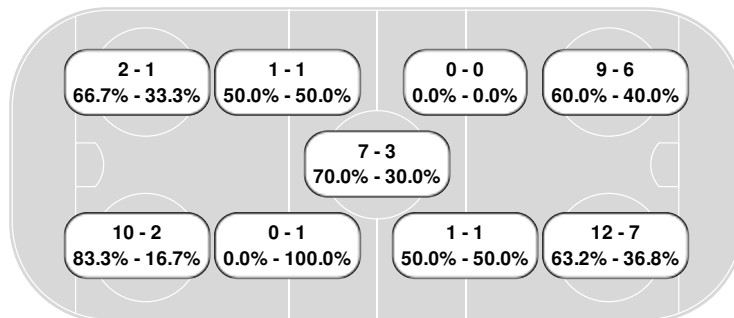 2 - 1
66.7% - 33.3%
1 - 1
50.0% - 50.0%
0 - 0
0.0% - 0.0%
9 - 6
60.0% - 40.0%
7 - 3
70.0% - 30.0%
10 - 2
83.3% - 16.7%
0 - 1
0.0% - 100.0%
1 - 1
50.0% - 50.0%
12 - 7
63.2% - 36.8%